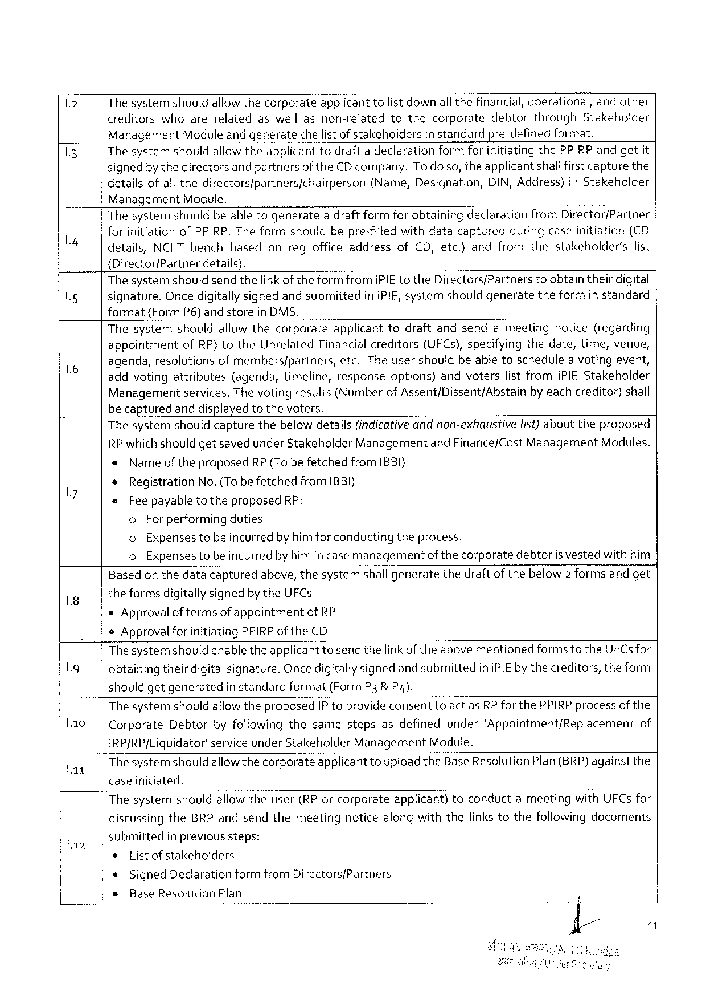 I.2 The system should allow the corporate applicant to list down all the financial, operational, and other
creditors who are related as well as non-related to the corporate debtor through Stakeholder
Management Module and generate the list of stakeholders in standard pre-defined format.
I.3 The system should allow the applicant to draft a declaration form for initiating the PPIRP and get it
signed by the directors and partners of the CD company. To do so, the applicant shall first capture the
details of all the directors/partners/chairperson (Name, Designation, DIN, Address) in Stakeholder
Management Module.
The system should be able to generate a draft form for obtaining declaration from Director/Partner
for initiation of PPIRP. The form should be pre-filled with data captured during case initiation (CD
I.4 details, NCLT bench based on reg office address of CD, etc.) and from the stakeholder's list
(Director/Partner details).
The system should send the link of the form from iPIE to the Directors/Partners to obtain their digital
I.5 signature. Once digitally signed and submitted in iPIE, system should generate the form in standard
format (Form P6) and store in DMS.
The system should allow the corporate applicant to draft and send a meeting notice (regarding
appointment of RP) to the Unrelated Financial creditors (UFCs), specifying the date, time, venue,
agenda, resolutions of members/partners, etc. The user should be able to schedule a voting event,
I.6 add voting attributes (agenda, timeline, response options) and voters list from iPIE Stakeholder
Management services. The voting results (Number of Assent/Dissent/Abstain by each creditor) shall
be captured and displayed to the voters.
The system should capture the below details (indicative and non-exhaustive list) about the proposed
RP which should get saved under Stakeholder Management and Finance/Cost Management Modules.
• Name of the proposed RP (To be fetched from IBBI)
• Registration No. (To be fetched from IBBI)
I.7 • Fee payable to the proposed RP:
o For performing duties
o Expenses to be incurred by him for conducting the process.
o Expenses to be incurred by him in case management of the corporate debtor is vested with him
Based on the data captured above, the system shall generate the draft of the below 2 forms and get
the forms digitally signed by the UFCs.
I.8
• Approval of terms of appointment of RP
• Approval for initiating PPIRP of the CD
The system should enable the applicant to send the link of the above mentioned forms to the UFCs for
I.9 obtaining their digital signature. Once digitally signed and submitted in iPIE by the creditors, the form
should get generated in standard format (Form P3 & P4).
The system should allow the proposed IP to provide consent to act as RP for the PPIRP process of the
I.10 Corporate Debtor by following the same steps as defined under 'Appointment/Replacement of
IRP/RP/Liquidator' service under Stakeholder Management Module.
The system should allow the corporate applicant to upload the Base Resolution Plan (BRP) against the
I.11
case initiated.
The system should allow the user (RP or corporate applicant) to conduct a meeting with UFCs for
discussing the BRP and send the meeting notice along with the links to the following documents
submitted in previous steps:
I.12
• List of stakeholders
• Signed Declaration form from Directors/Partners
• Base Resolution Plan
11
अनिल चन्द्र काण्डपाल/Anil C Kandpal
अवर सचिव/Under Secretary